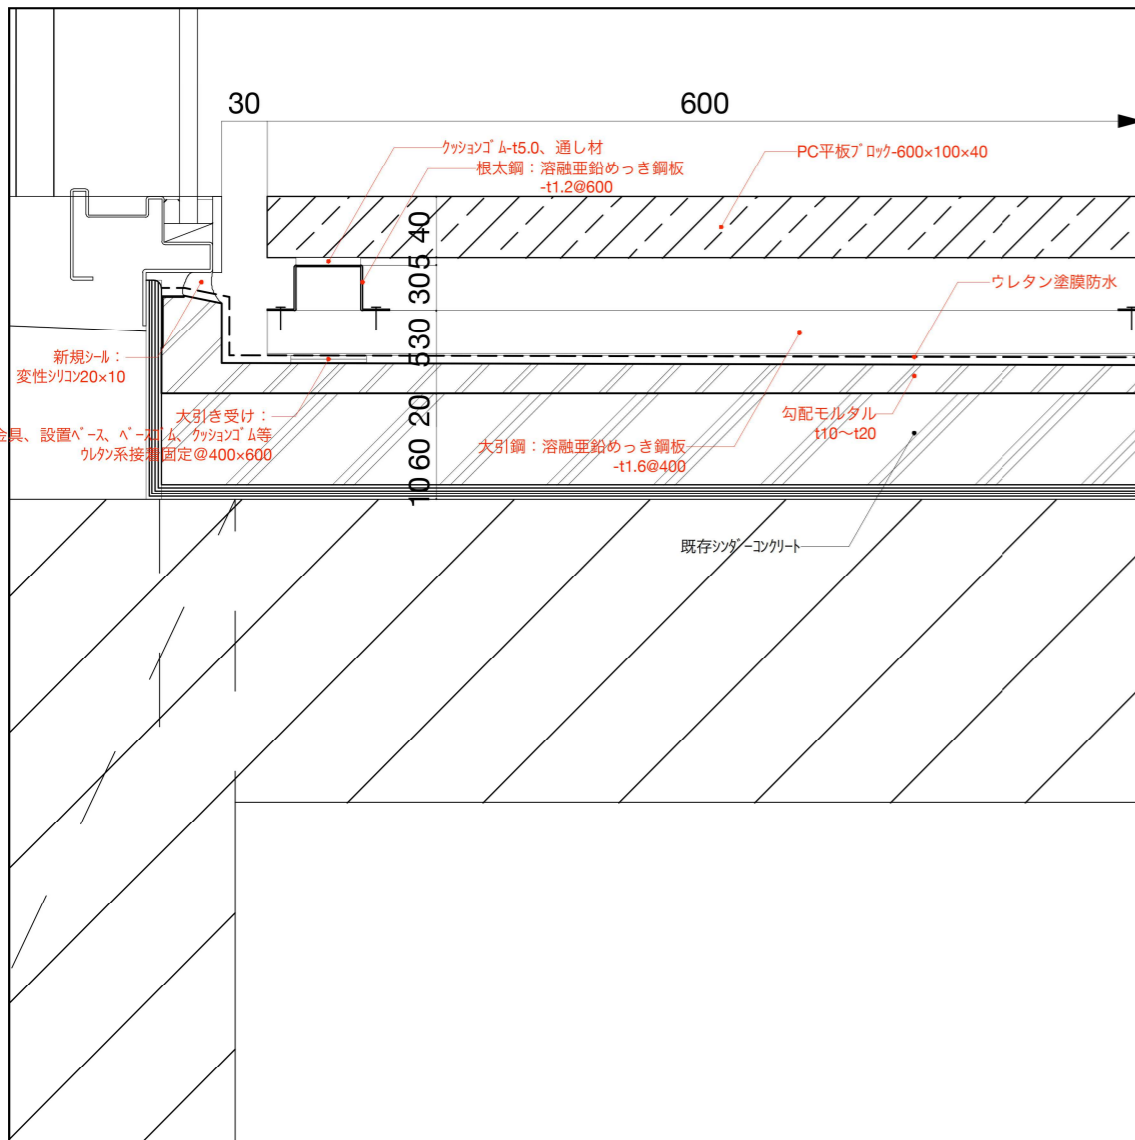 30
600
クッションゴム-t5.0、通し材
根太鋼：溶融亜鉛めっき鋼板
-t1.2@600
PC平板ブロック-600×100×40
40
5
30
ウレタン塗膜防水
30
5
新規シール：
変性シリコン20×10
大引き受け：
金具、設置ベース、ベースゴム、クッションゴム等
ウレタン系接着固定@400×600
20
勾配モルタル
t10〜t20
大引鋼：溶融亜鉛めっき鋼板
-t1.6@400
60
10
既存シンダーコンクリート